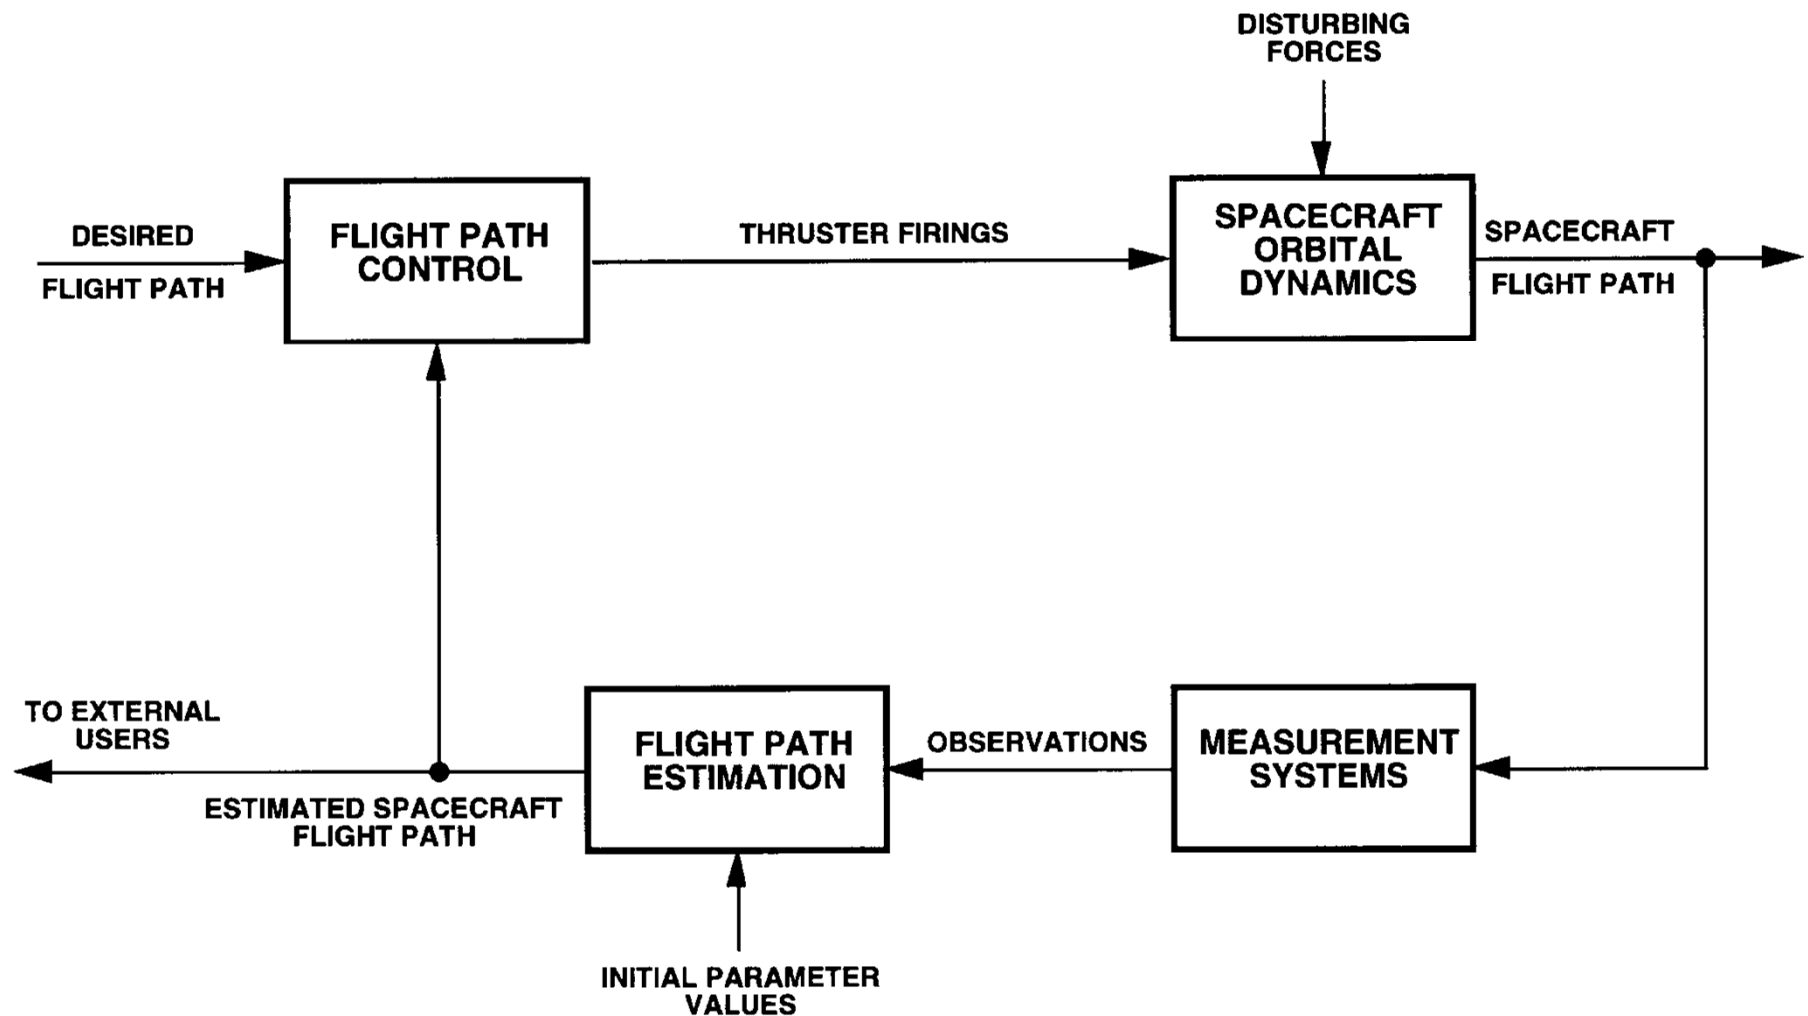 DISTURBING
FORCES
DESIRED
FLIGHT PATH
FLIGHT PATH
CONTROL
THRUSTER FIRINGS
SPACECRAFT
ORBITAL
DYNAMICS
SPACECRAFT
FLIGHT PATH
TO EXTERNAL
USERS
ESTIMATED SPACECRAFT
FLIGHT PATH
FLIGHT PATH
ESTIMATION
OBSERVATIONS
MEASUREMENT
SYSTEMS
INITIAL PARAMETER
VALUES